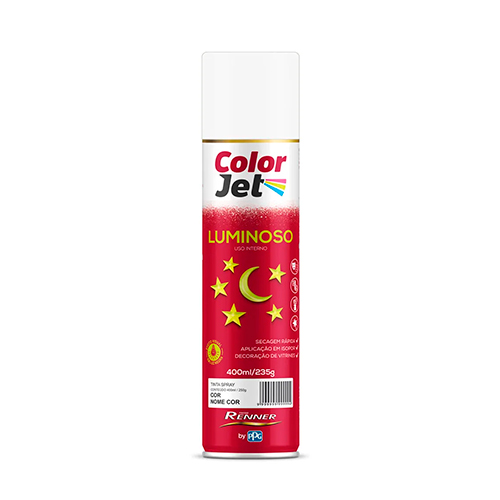 Color
Jet
LUMINOSO
USO INTERNO
SECAGEM RÁPIDA
APLICAÇÃO EM ISOPOR
DECORAÇÃO DE VITRINES
400ml/235g
TINTA SPRAY
COR
NOME COR
RENNER
by PPG